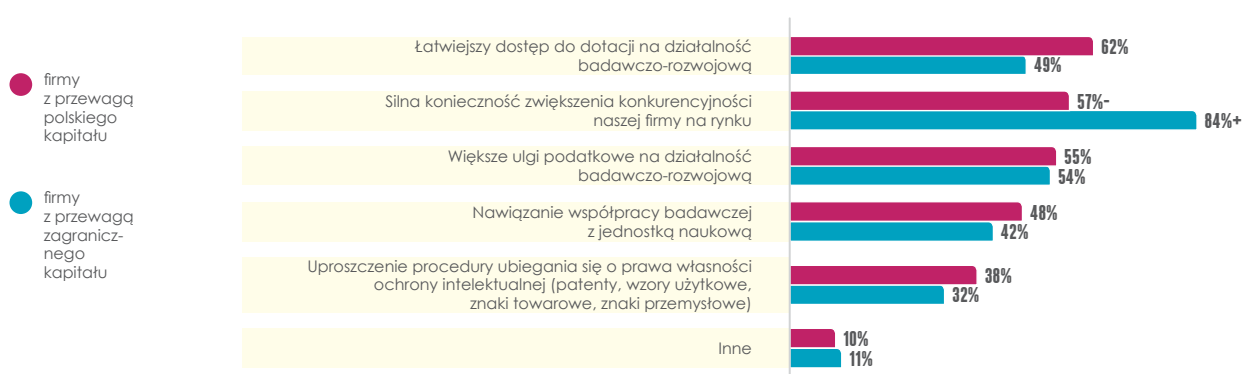 firmy
z przewagą
polskiego
kapitału
firmy
z przewagą
zagranicz-
nego
kapitału
Łatwiejszy dostęp do dotacji na działalność
badawczo-rozwojową
62%
49%
Silna konieczność zwiększenia konkurencyjności
naszej firmy na rynku
57%-
84%+
Większe ulgi podatkowe na działalność
badawczo-rozwojową
55%
54%
Nawiązanie współpracy badawczej
z jednostką naukową
48%
42%
Uproszczenie procedury ubiegania się o prawa własności
ochrony intelektualnej (patenty, wzory użytkowe,
znaki towarowe, znaki przemysłowe)
38%
32%
Inne
10%
11%